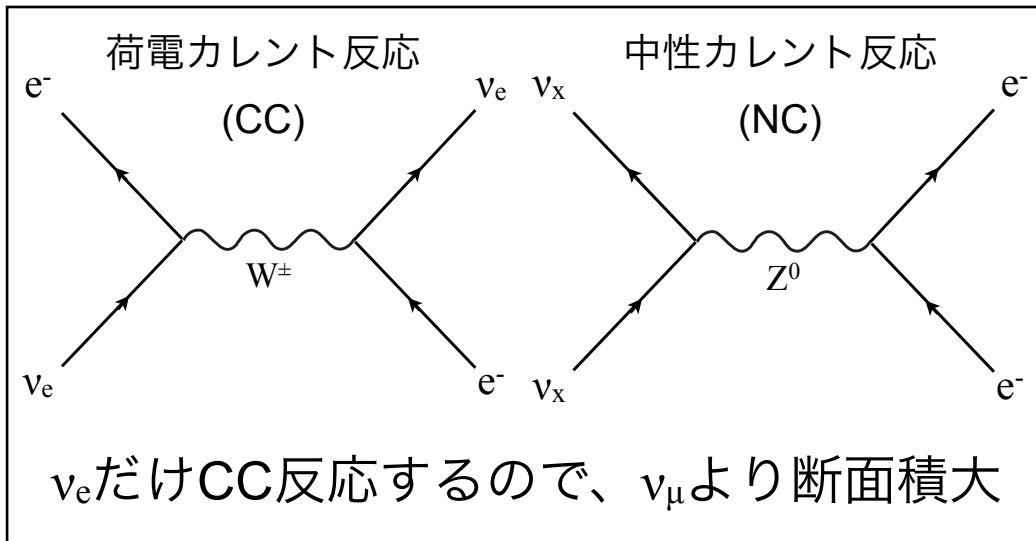 荷電カレント反応
(CC)
e⁻
νₑ
W±
νₑ
e⁻
中性カレント反応
(NC)
νₓ
e⁻
Z⁰
νₓ
e⁻
νₑだけCC反応するので、νμより断面積大